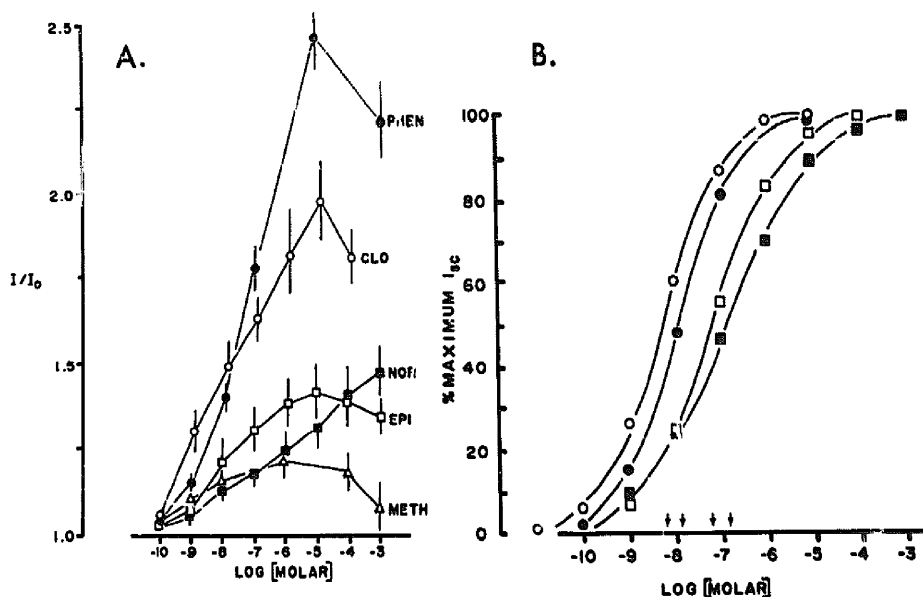 A.
2.5
2.0
1.5
1.0
I/I₀
PHEN
CLO
NOR
EPI
METH
-10 -9 -8 -7 -6 -5 -4 -3
LOG [MOLAR]
B.
% MAXIMUM Isc
100
80
60
40
20
0
-10 -9 -8 -7 -6 -5 -4 -3
LOG [MOLAR]